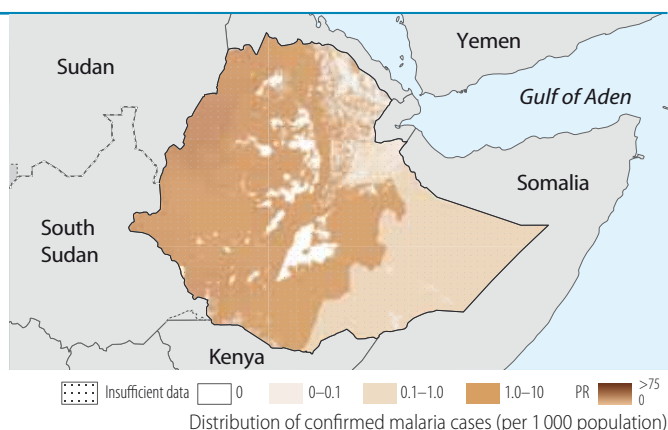 Yemen
Sudan
Gulf of Aden
Somalia
South
Sudan
Kenya
Insufficient data 0 0–0.1 0.1–1.0 1.0–10 PR >75
0
Distribution of confirmed malaria cases (per 1 000 population)